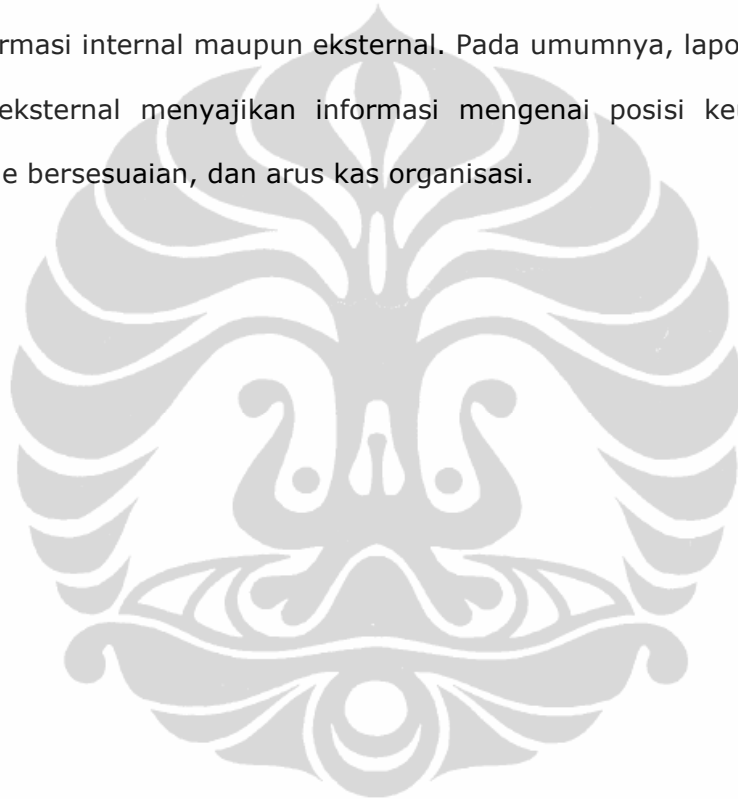 rmasi internal maupun eksternal. Pada umumnya, lapo
eksternal menyajikan informasi mengenai posisi ke
e bersesuaian, dan arus kas organisasi.